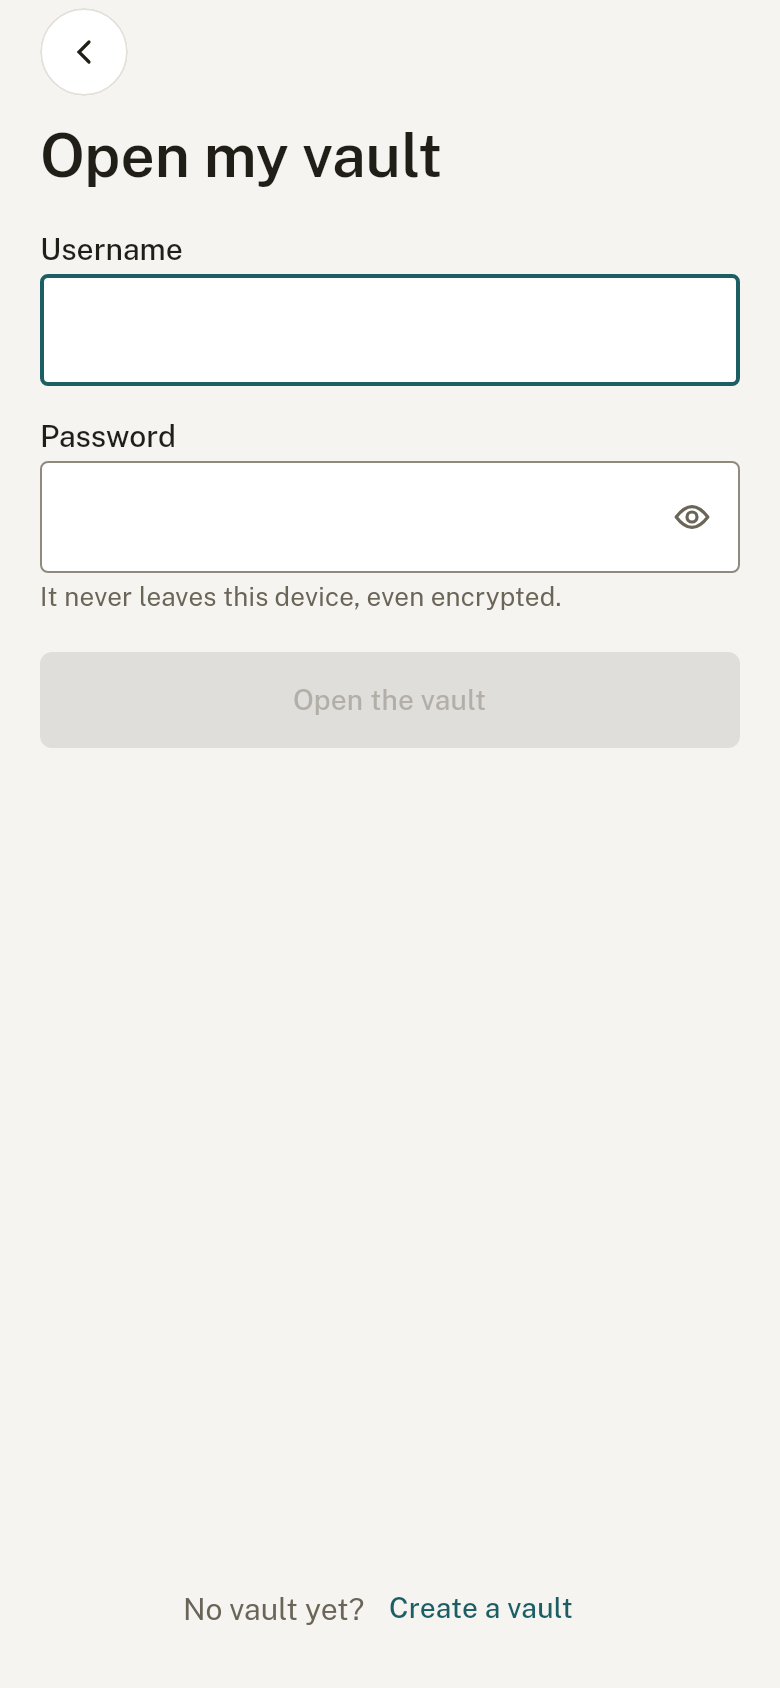 Open my vault
Username
Password
It never leaves this device, even encrypted.
Open the vault
No vault yet? Create a vault